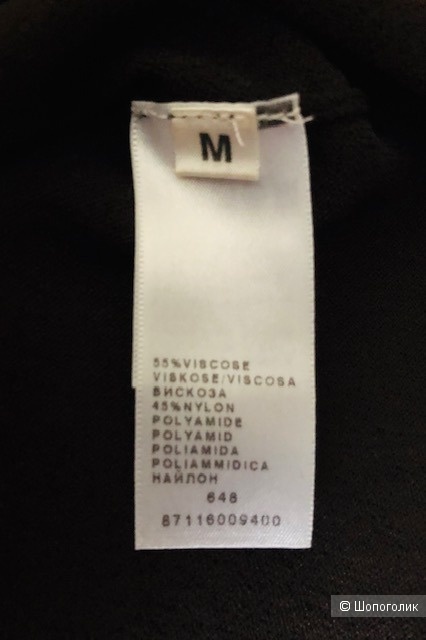 M
55%VISCOSE
VISKOSE/VISCOSA
ВИСКОЗА
45%NYLON
POLYAMIDE
POLYAMID
POLIAMIDA
POLIAMMIDICA
НАЙЛОН
648
87116009400
© Шопоголик